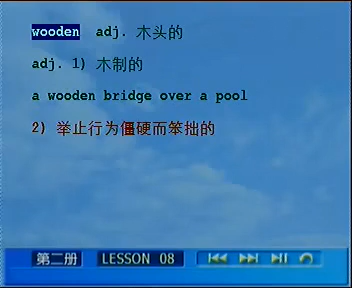 wooden adj. 木头的
adj. 1) 木制的
a wooden bridge over a pool
2) 举止行为僵硬而笨拙的
第二册 LESSON 08